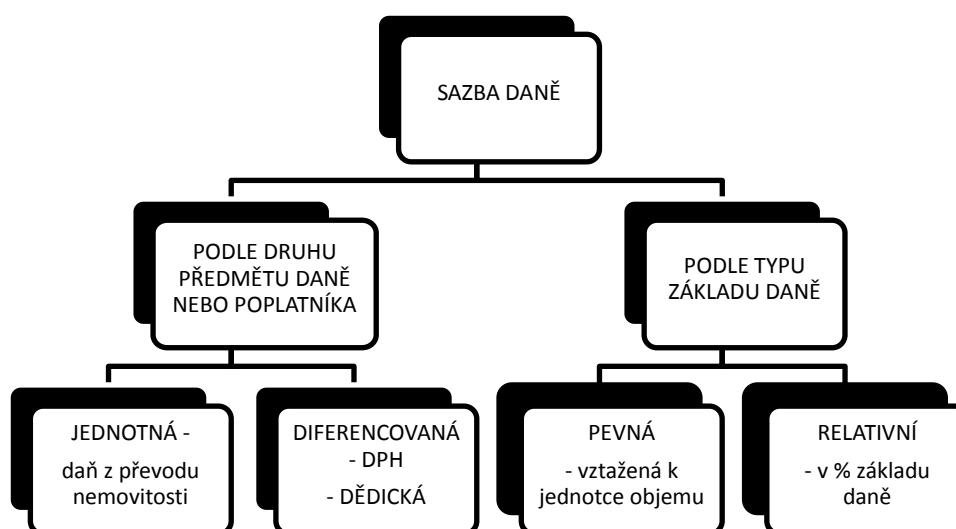 SAZBA DANĚ
PODLE DRUHU
PŘEDMĚTU DANĚ
NEBO POPLATNÍKA
PODLE TYPU
ZÁKLADU DANĚ
JEDNOTNÁ -
daň z převodu
nemovitosti
DIFERENCOVANÁ
- DPH
- DĚDICKÁ
PEVNÁ
- vztažená k
jednotce objemu
RELATIVNÍ
- v % základu
daně